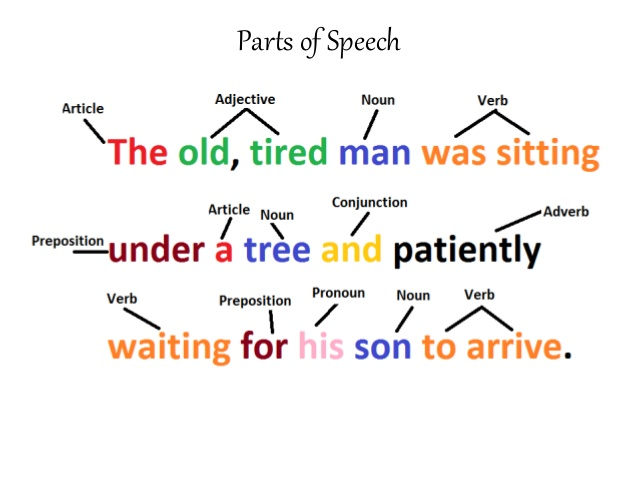 Parts of Speech
Article Adjective Noun Verb
The old, tired man was sitting
Preposition Article Noun Conjunction Adverb
under a tree and patiently
Verb Preposition Pronoun Noun Verb
waiting for his son to arrive.